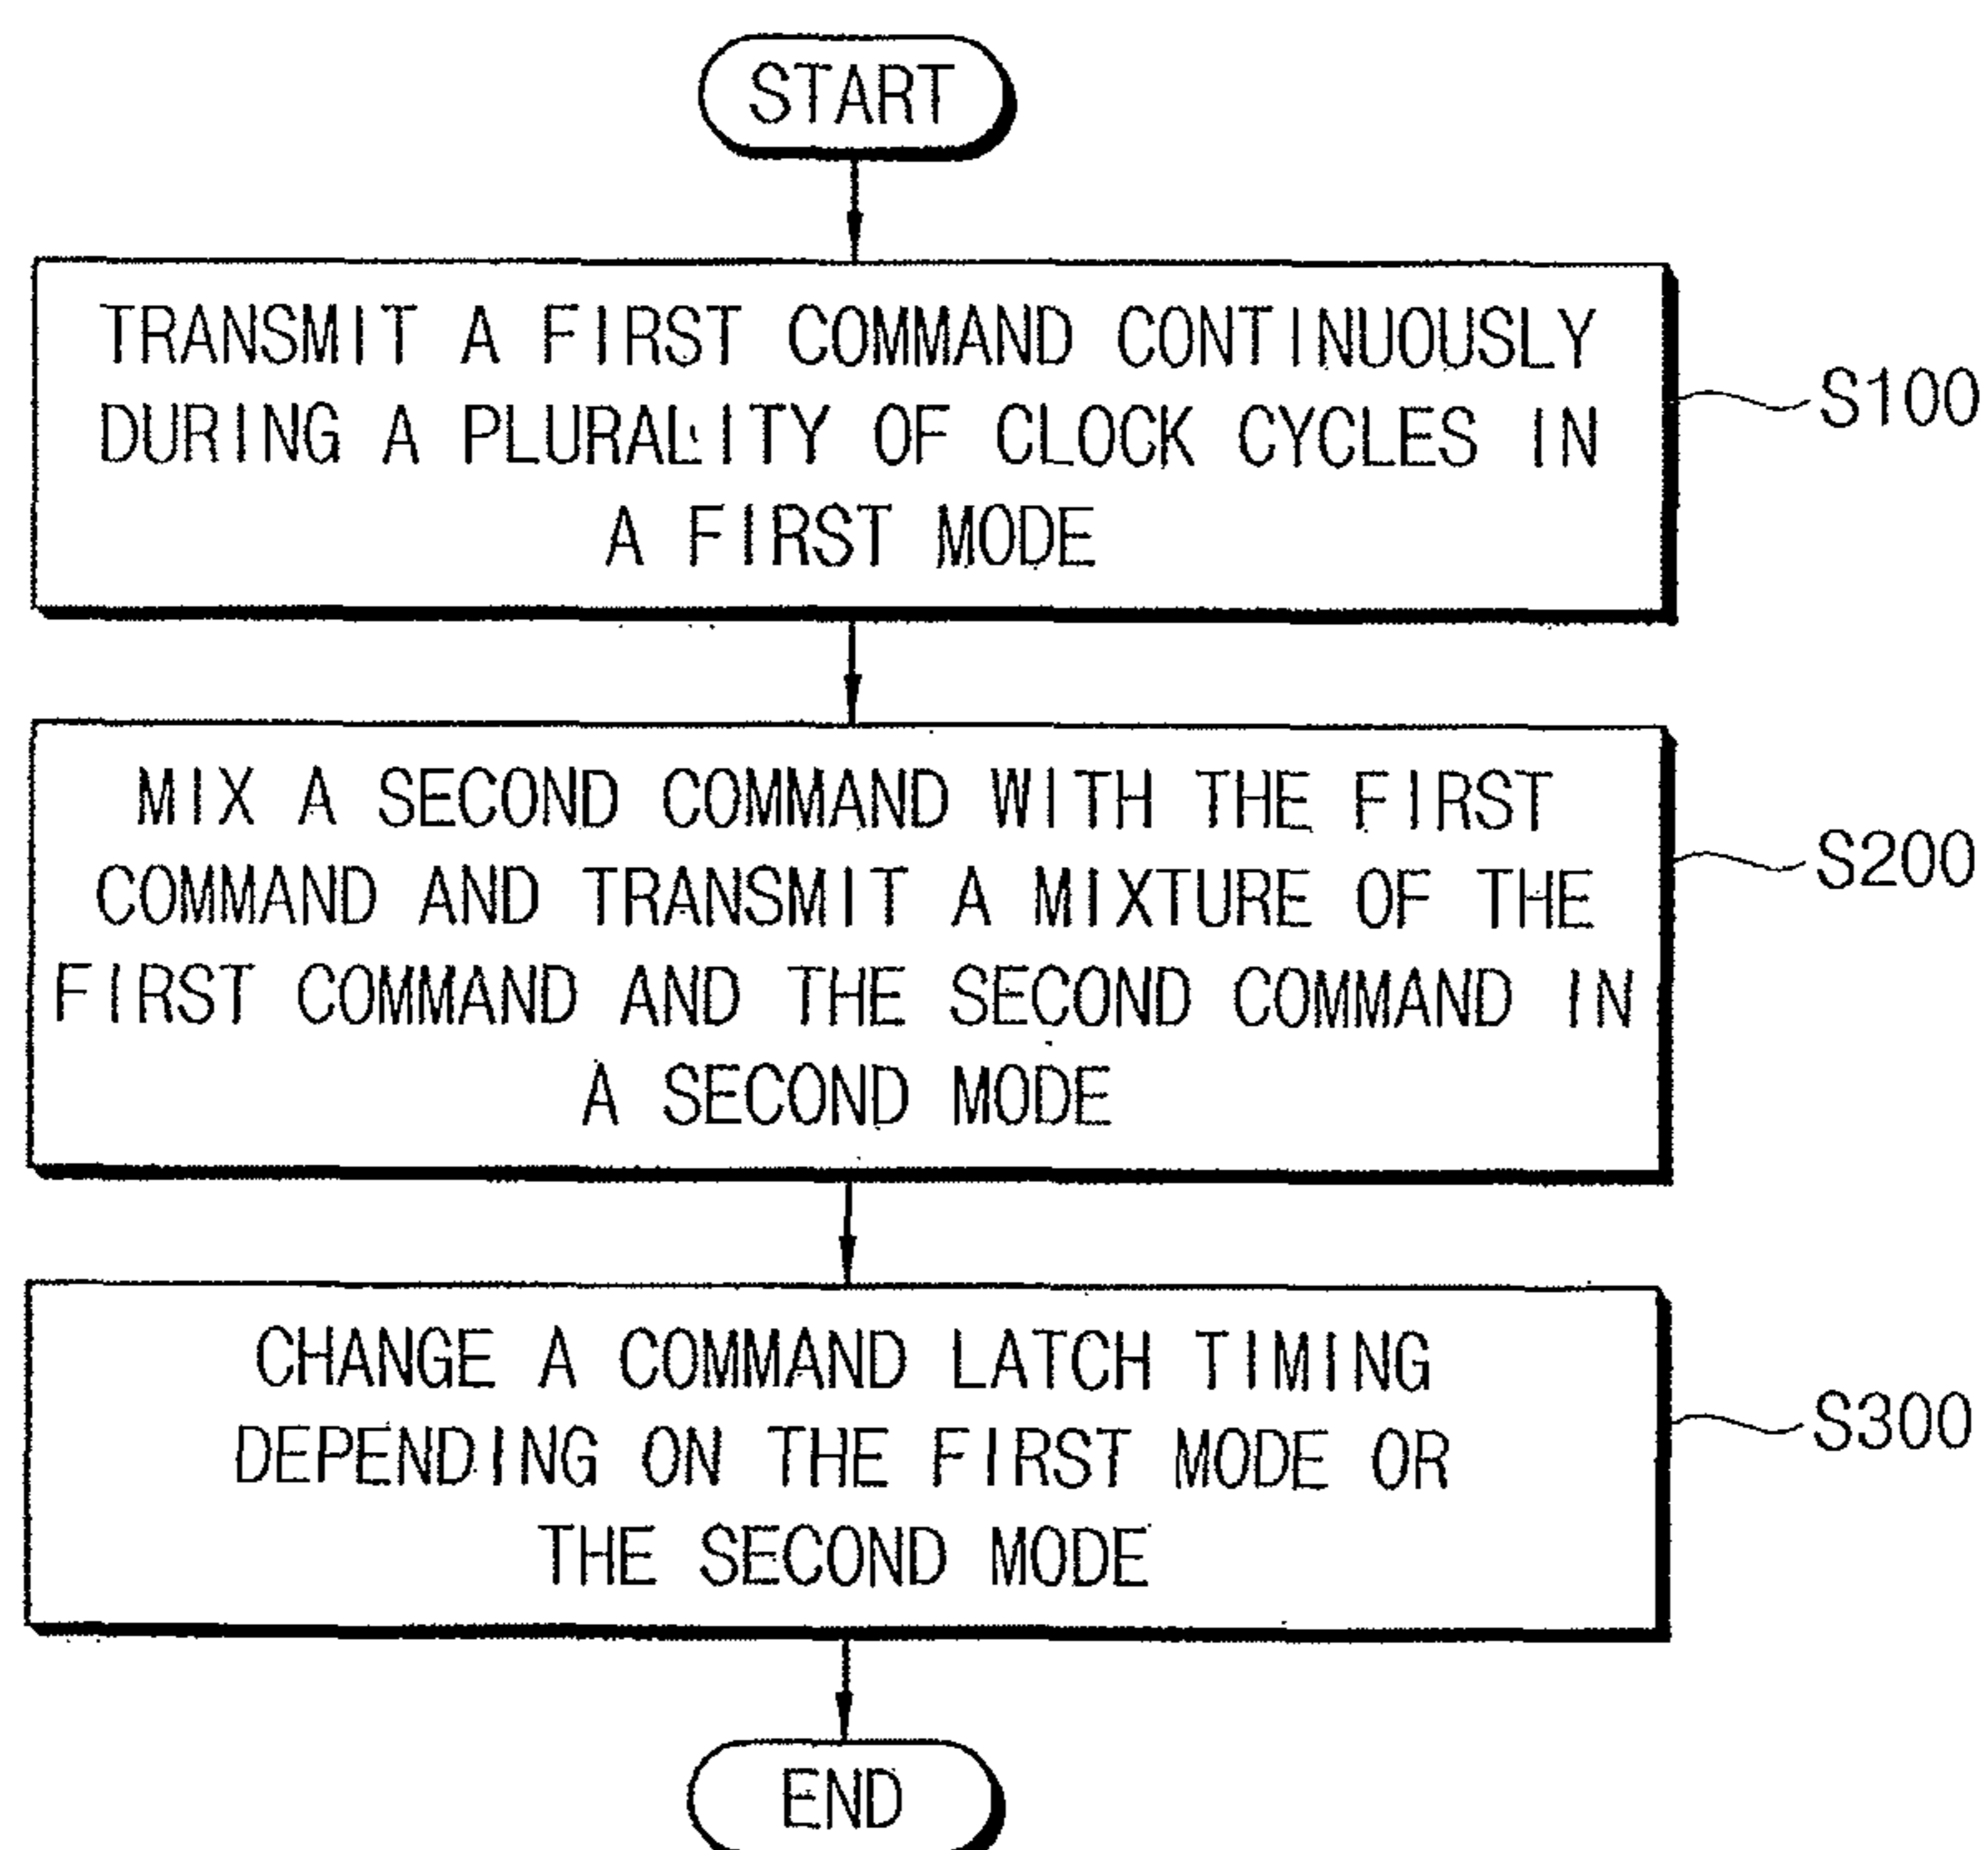 START
TRANSMIT A FIRST COMMAND CONTINUOUSLY
DURING A PLURALITY OF CLOCK CYCLES IN
A FIRST MODE
S100
MIX A SECOND COMMAND WITH THE FIRST
COMMAND AND TRANSMIT A MIXTURE OF THE
FIRST COMMAND AND THE SECOND COMMAND IN
A SECOND MODE
S200
CHANGE A COMMAND LATCH TIMING
DEPENDING ON THE FIRST MODE OR
THE SECOND MODE
S300
END